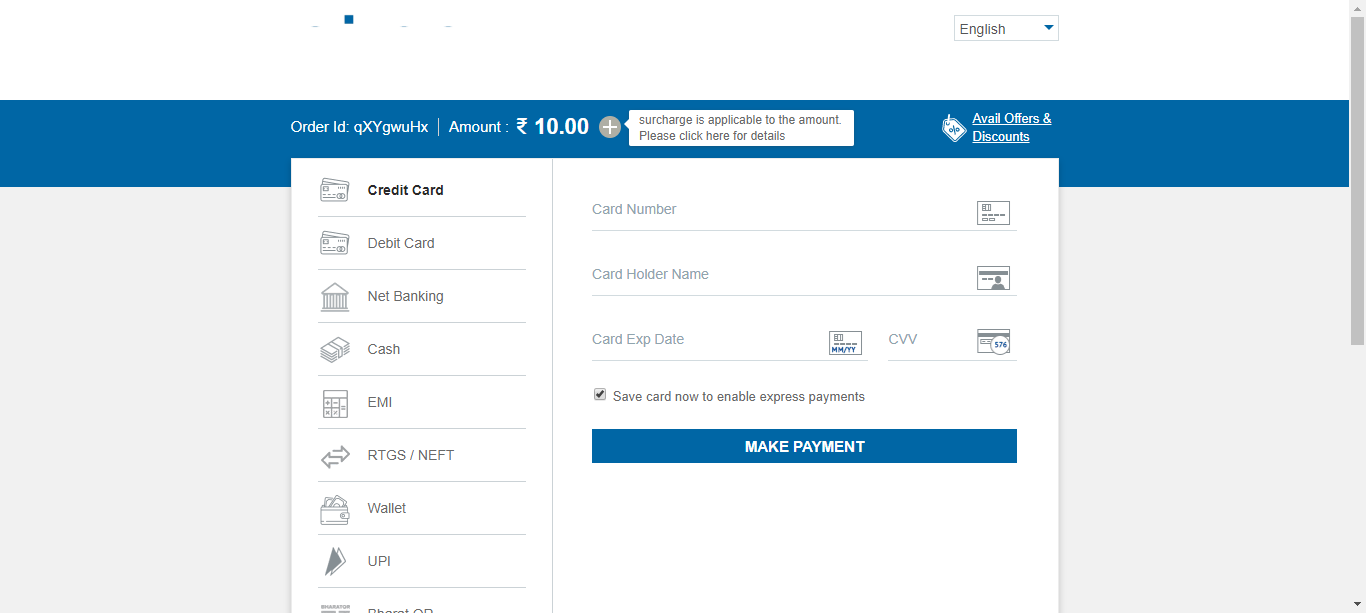 English
Order Id: qXYgwuHx
Amount : ₹ 10.00
surcharge is applicable to the amount.
Please click here for details
Avail Offers &
Discounts
Credit Card
Debit Card
Net Banking
Cash
EMI
RTGS / NEFT
Wallet
UPI
BHARATQR
Bharat QR
Card Number
Card Holder Name
Card Exp Date
MM/YY
CVV
576
Save card now to enable express payments
MAKE PAYMENT